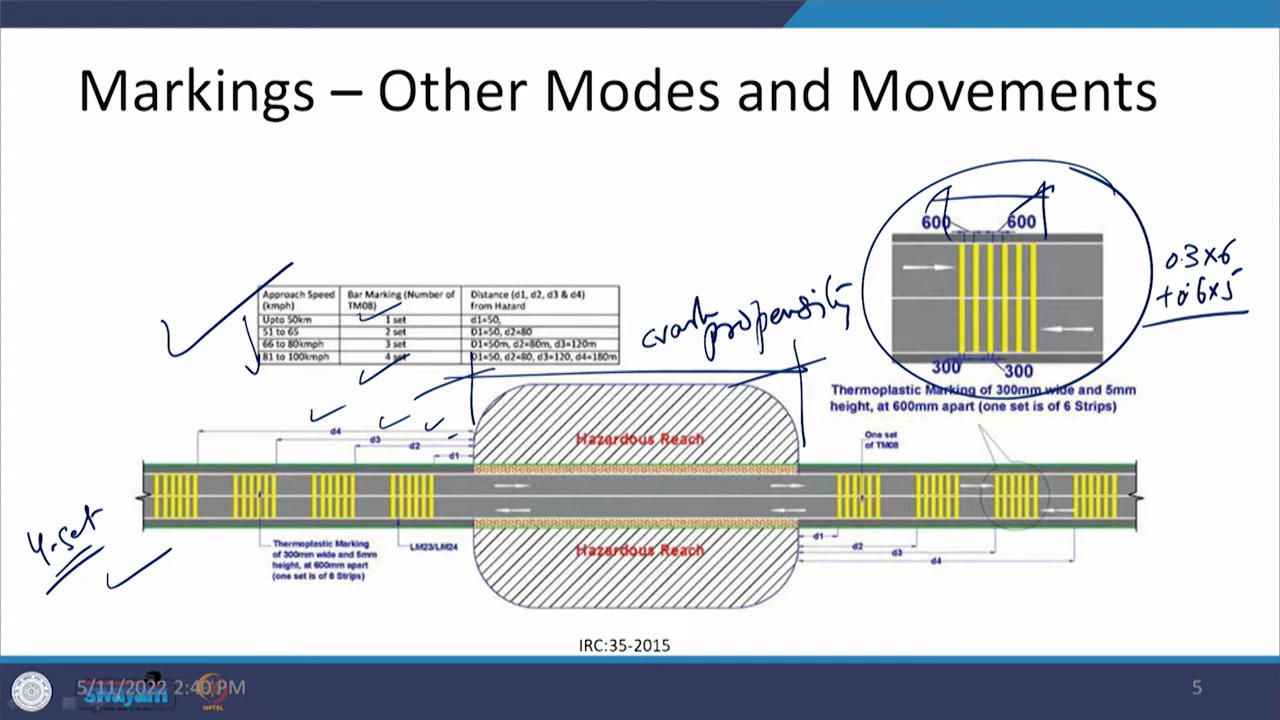 Markings – Other Modes and Movements
600 600
0.3x6
+0.6x5
300 300
Thermoplastic Marking of 300mm wide and 5mm
height, at 600mm apart (one set is of 6 Strips)
Approach Speed (kmph) Bar Marking (Number of TM08) Distance (d1, d2, d3 & d4) from Hazard
Upto 50km 1 set d1=50,
51 to 65 2 set D1=50, d2=80
66 to 80kmph 3 set D1=50m, d2=80m, d3=120m
81 to 100kmph 4 set D1=50, d2=80, d3=120, d4=180m
crash propensity
d4
d3
d2
d1
Hazardous Reach
One set
of TM08
4-set
Thermoplastic Marking
of 300mm wide and 5mm
height, at 600mm apart
(one set is of 6 Strips)
LM23/LM24
Hazardous Reach
d1
d2
d3
d4
IRC:35-2015
5/11/2022 2:40 PM
swayam
NPTEL
5